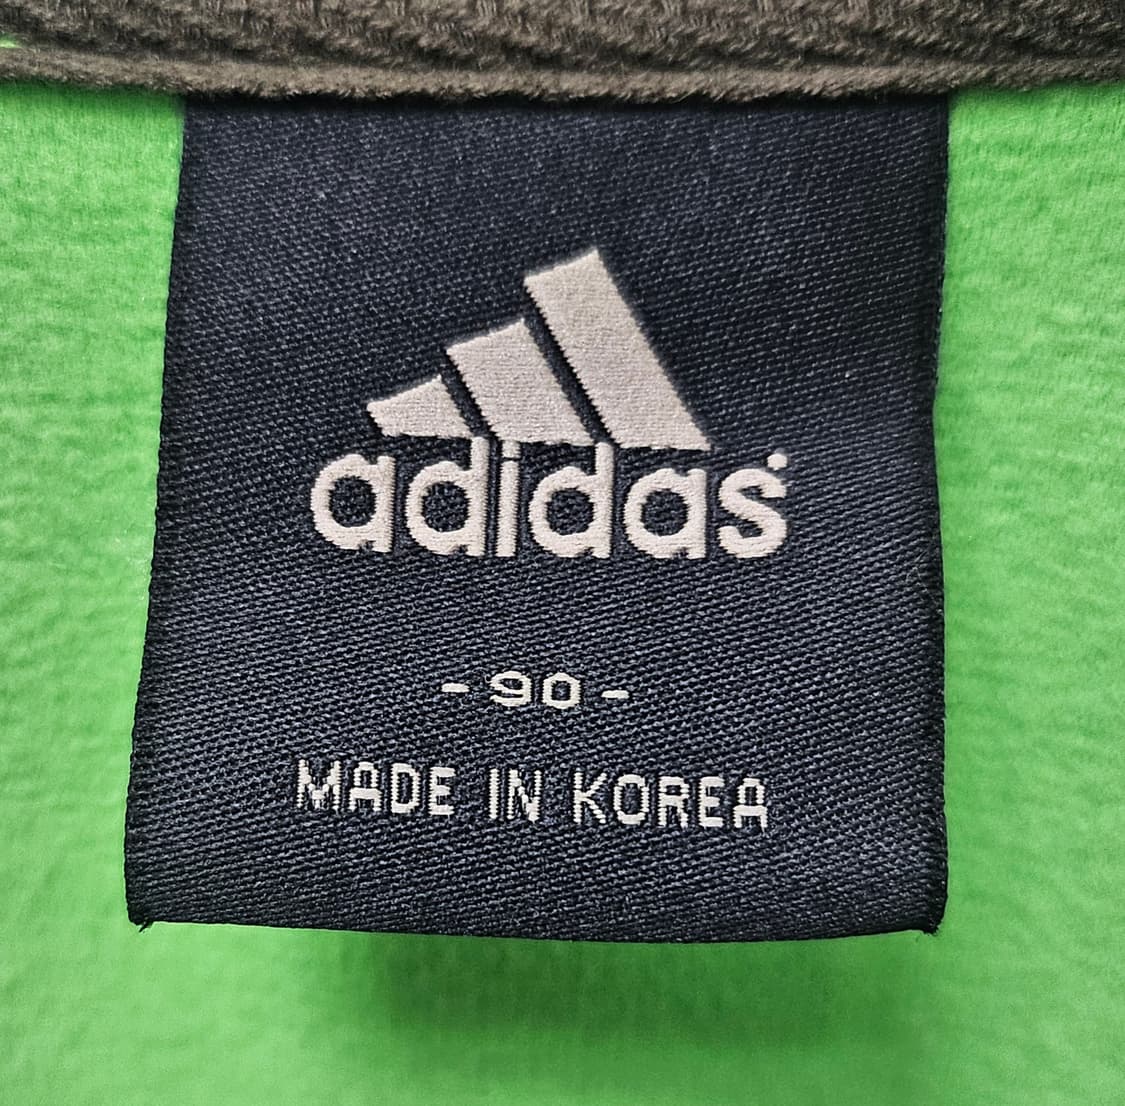 adidas
- 90 -
MADE IN KOREA